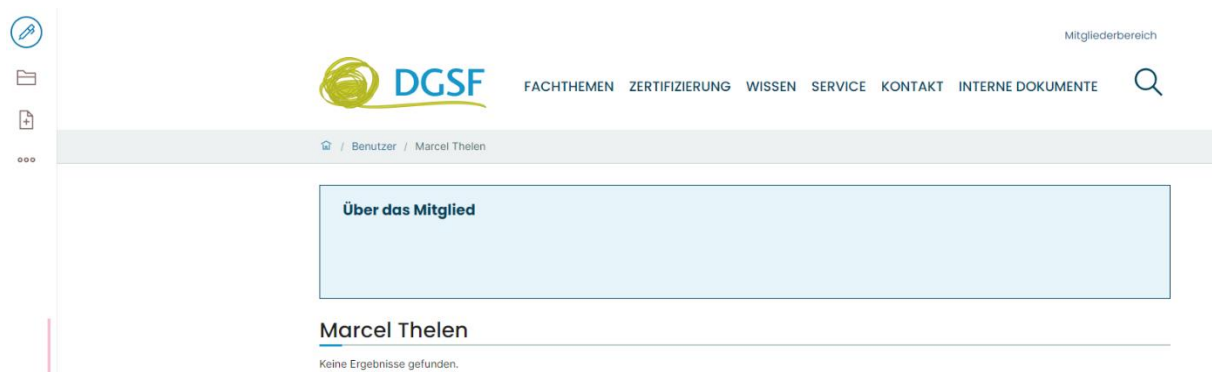 Mitgliederbereich
DGSF
FACHTHEMEN ZERTIFIZIERUNG WISSEN SERVICE KONTAKT INTERNE DOKUMENTE
/ Benutzer / Marcel Thelen
Über das Mitglied
Marcel Thelen
Keine Ergebnisse gefunden.